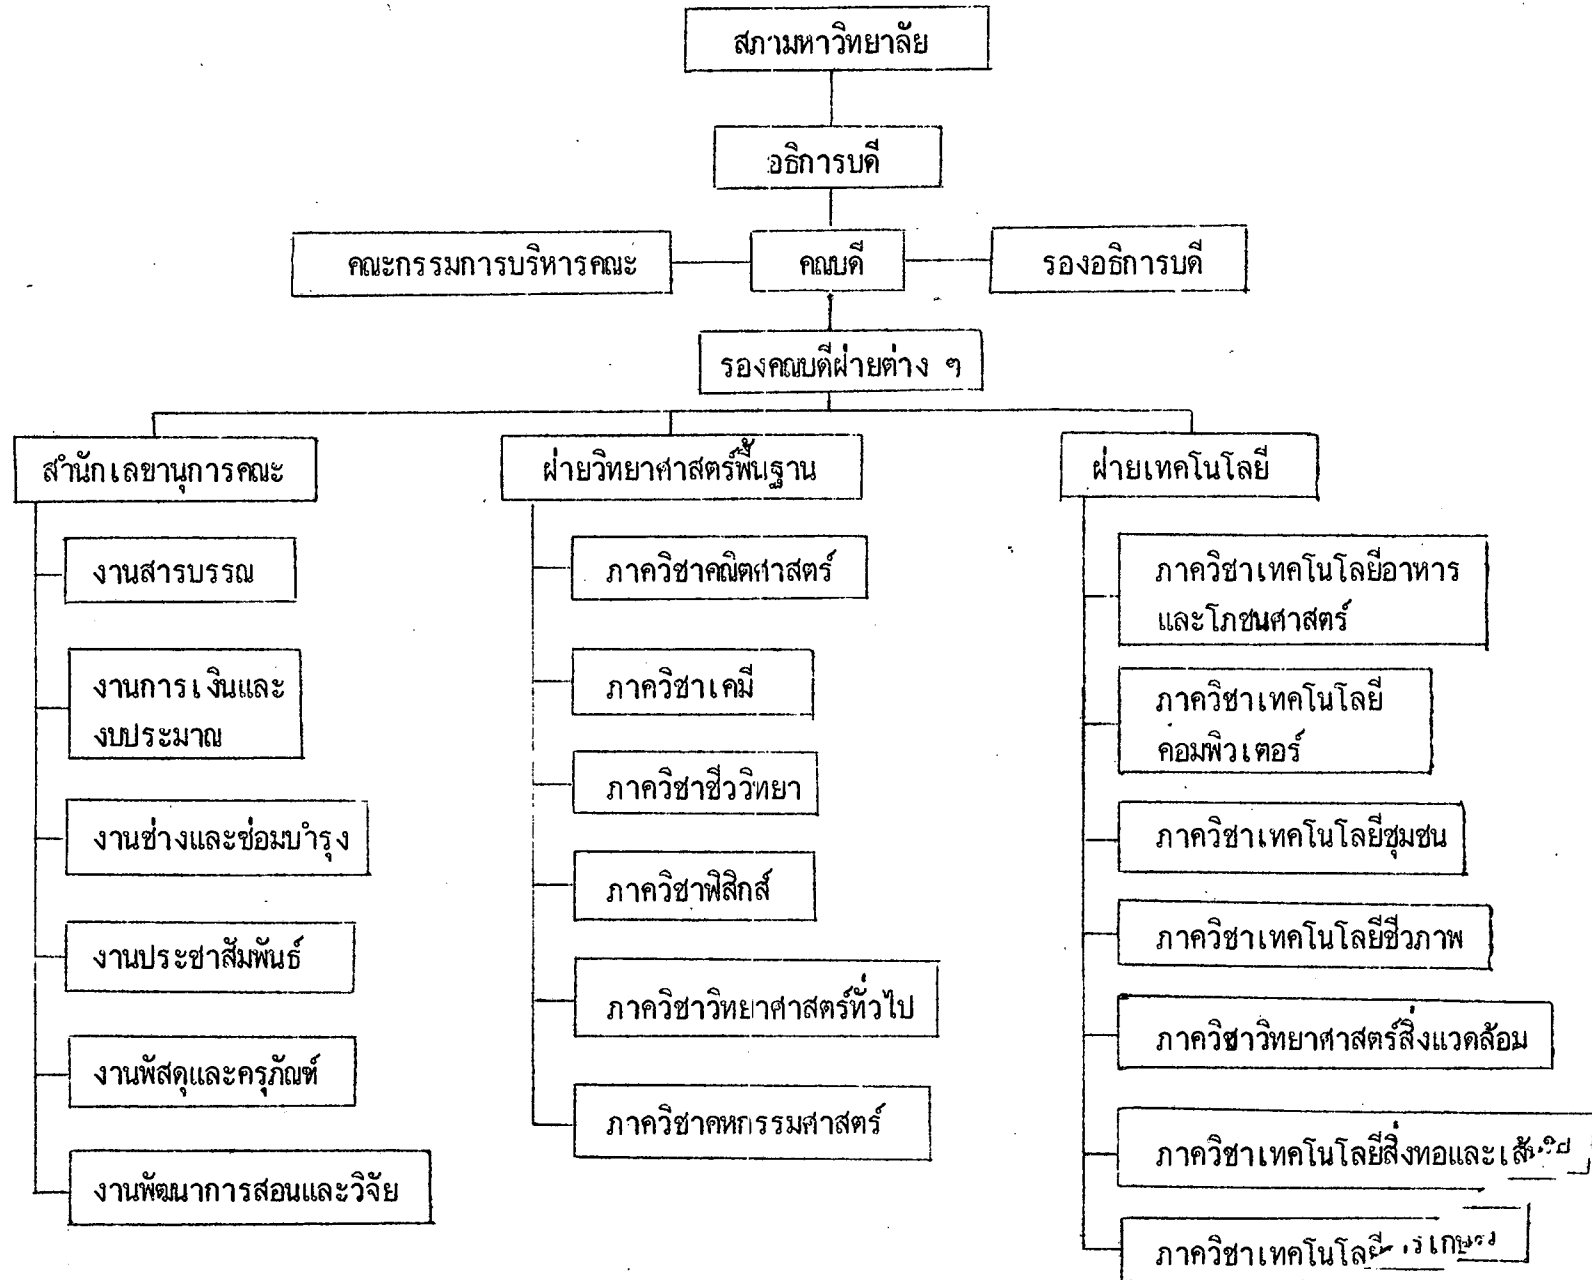 สภามหาวิทยาลัย
อธิการบดี
คณะกรรมการบริหารคณะ
คณบดี
รองอธิการบดี
รองคณบดีฝ่ายต่าง ๆ
สำนักเลขานุการคณะ
งานสารบรรณ
งานการเงินและ
งบประมาณ
งานช่างและซ่อมบำรุง
งานประชาสัมพันธ์
งานพัสดุและครุภัณฑ์
งานพัฒนาการสอนและวิจัย
ฝ่ายวิทยาศาสตร์พื้นฐาน
ภาควิชาคณิตศาสตร์
ภาควิชาเคมี
ภาควิชาชีววิทยา
ภาควิชาฟิสิกส์
ภาควิชาวิทยาศาสตร์ทั่วไป
ภาควิชาคหกรรมศาสตร์
ฝ่ายเทคโนโลยี
ภาควิชาเทคโนโลยีอาหาร
และโภชนศาสตร์
ภาควิชาเทคโนโลยี
คอมพิวเตอร์
ภาควิชาเทคโนโลยีชุมชน
ภาควิชาเทคโนโลยีชีวภาพ
ภาควิชาวิทยาศาสตร์สิ่งแวดล้อม
ภาควิชาเทคโนโลยีสิ่งทอและ
ภาควิชาเทคโนโลยี